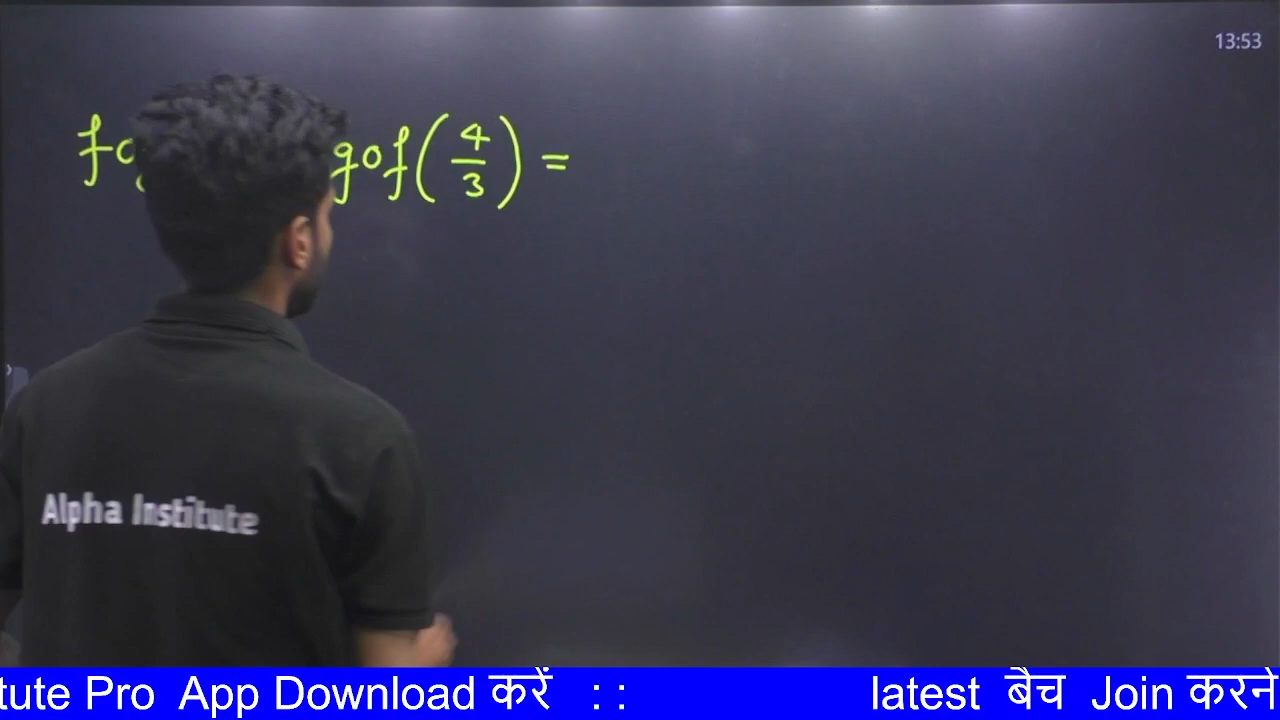 13:53
gof(4/3) =
Alpha Institute
tute Pro App Download करें : : latest बैच Join करने